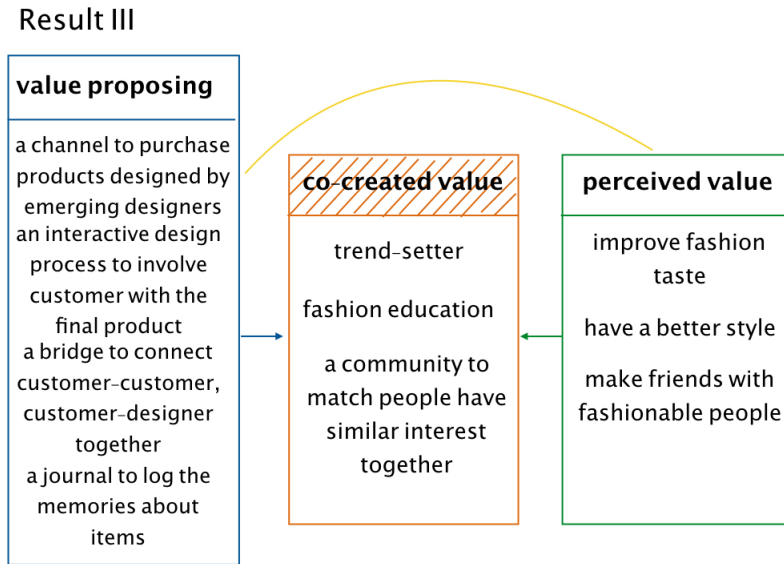 Result III
value proposing
a channel to purchase
products designed by
emerging designers
an interactive design
process to involve
customer with the
final product
a bridge to connect
customer-customer,
customer-designer
together
a journal to log the
memories about
items
co-created value
trend-setter
fashion education
a community to
match people have
similar interest
together
perceived value
improve fashion
taste
have a better style
make friends with
fashionable people